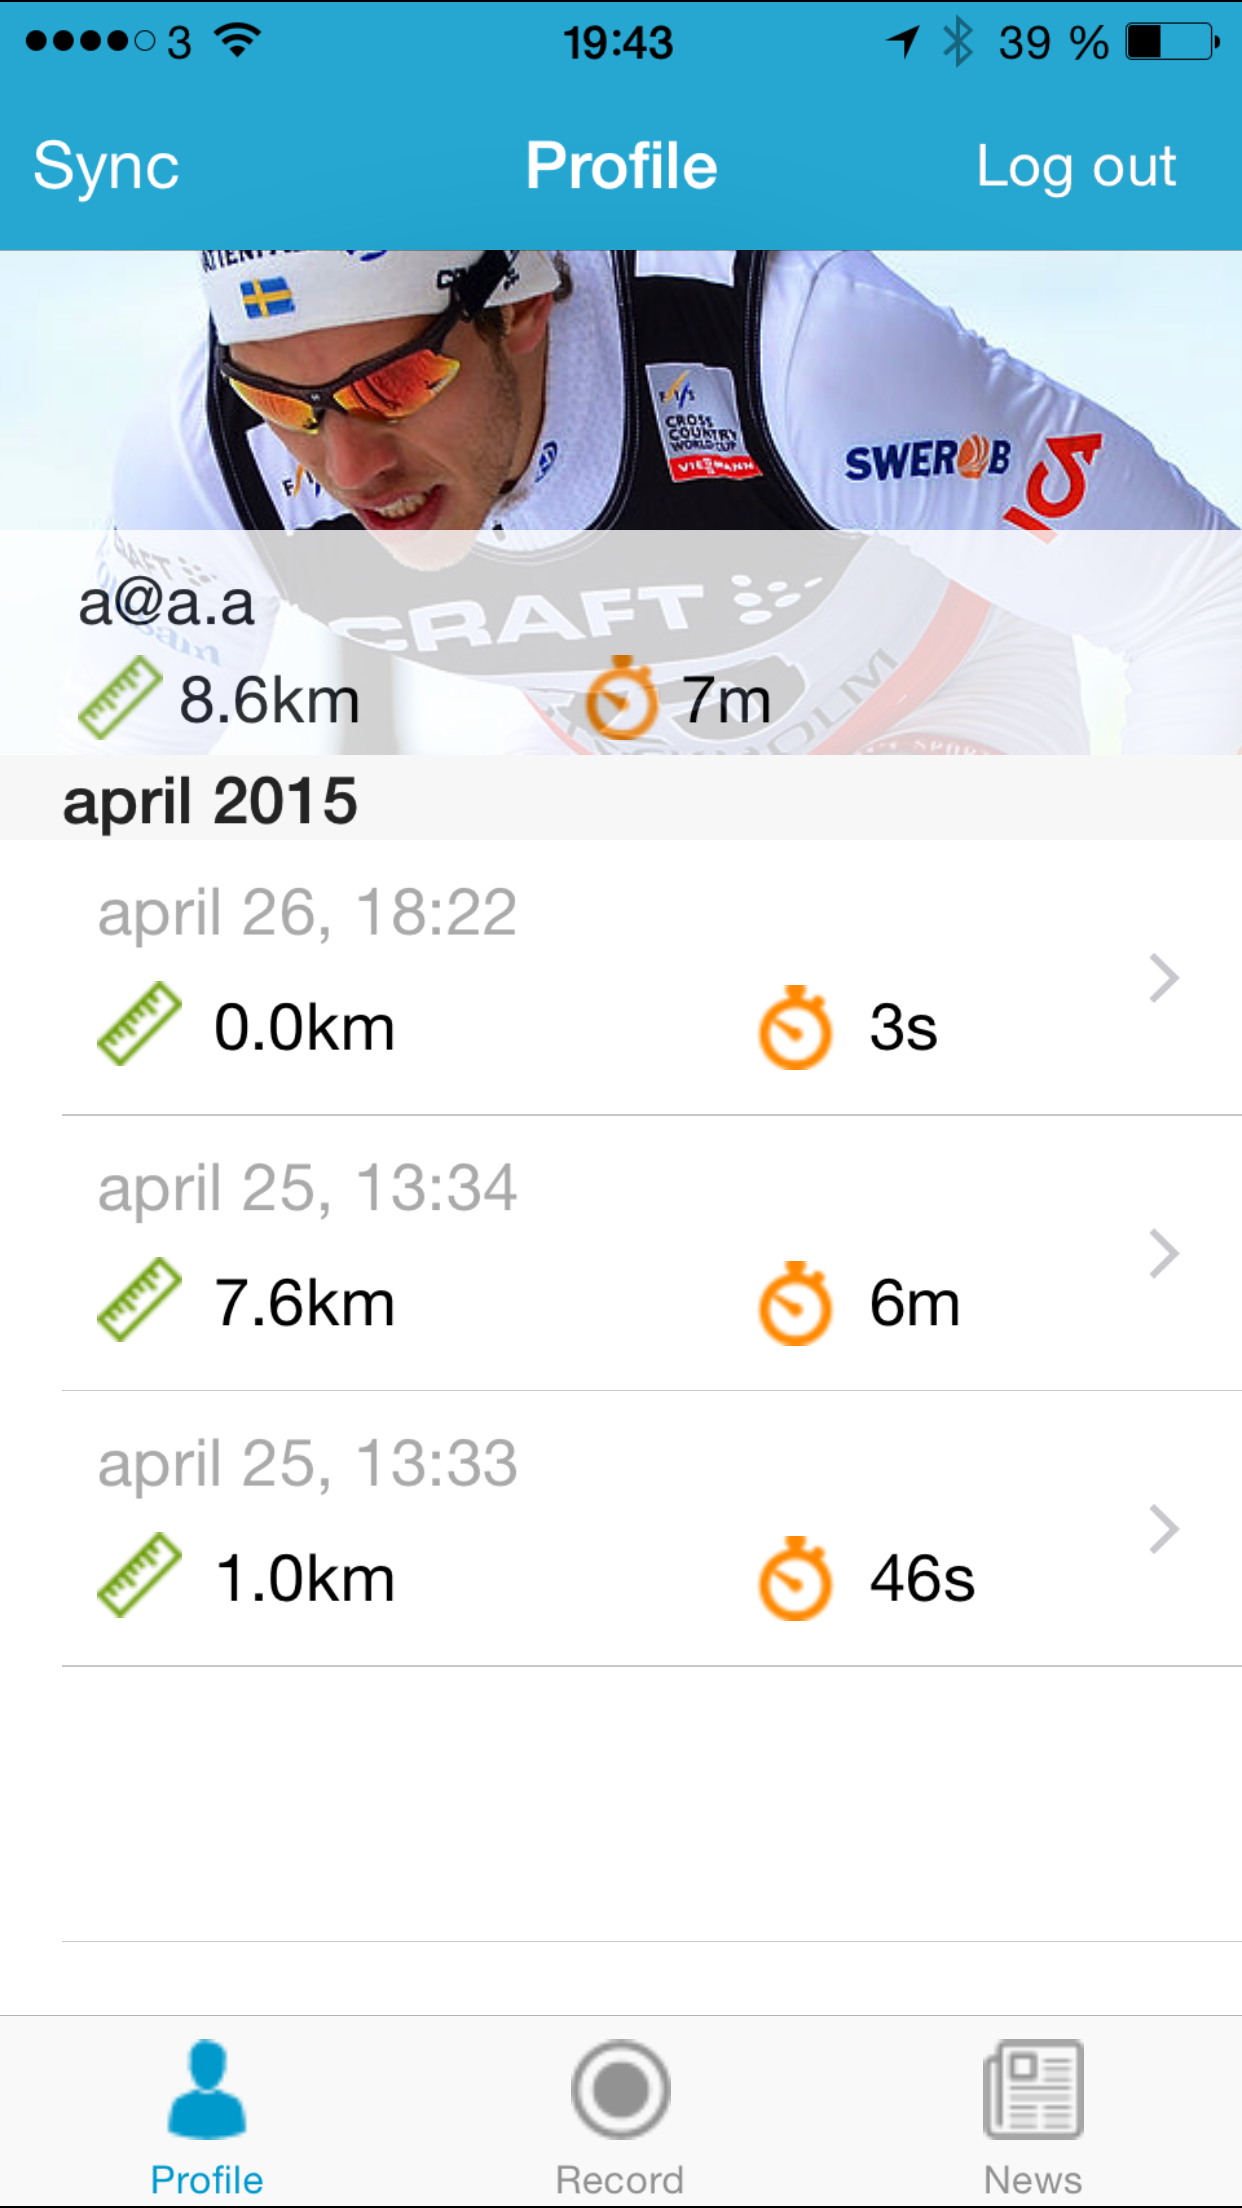 3 19:43 39 %
Sync Profile Log out
CROSS
COUNTRY
WORLD CUP
VIESSMANN
SWEROB
CRAFT
a@a.a
8.6km 7m
april 2015
april 26, 18:22
0.0km 3s
april 25, 13:34
7.6km 6m
april 25, 13:33
1.0km 46s
Profile Record News